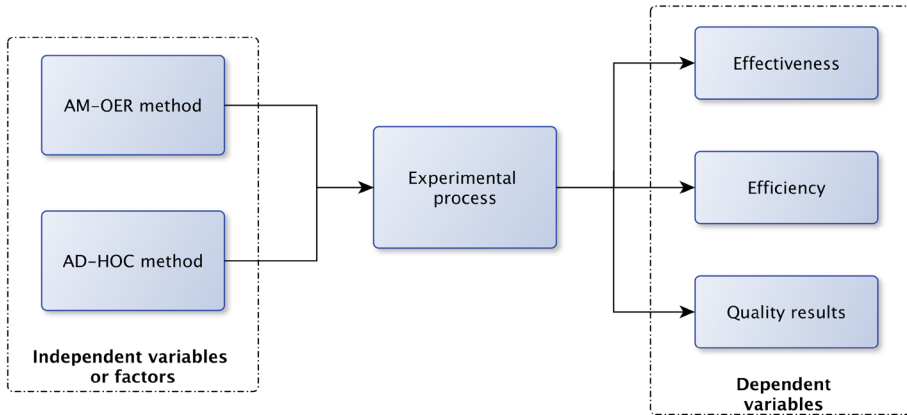 AM-OER method
AD-HOC method
Independent variables
or factors
Experimental
process
Effectiveness
Efficiency
Quality results
Dependent
variables